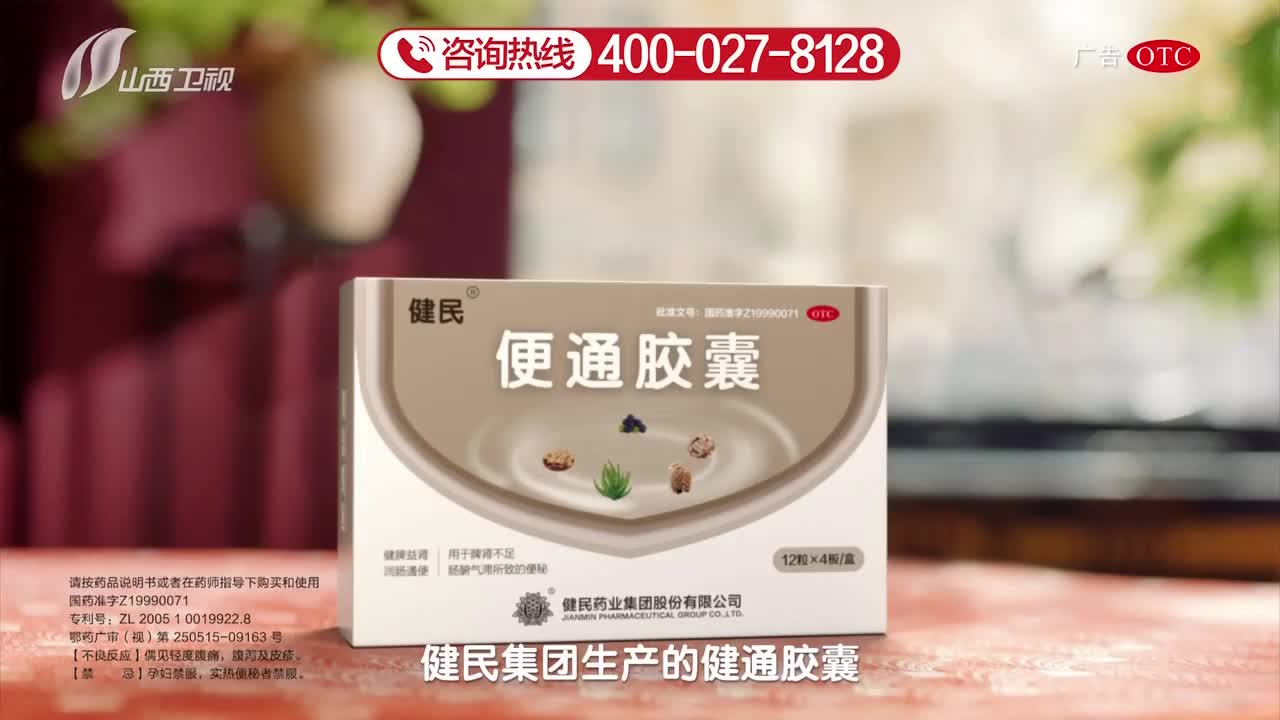 山西卫视
咨询热线 400-027-8128
广告 OTC
健民®
批准文号：国药准字Z19990071 OTC
便通胶囊
健脾益肾
润肠通便
用于脾肾不足
肠腑气滞所致的便秘
12粒×4板/盒
健民药业集团股份有限公司
JIANMIN PHARMACEUTICAL GROUP CO.,LTD.
请按药品说明书或者在药师指导下购买和使用
国药准字Z19990071
专利号：ZL 2005 1 0019922.8
鄂药广审（视）第 250515-09163 号
【不良反应】偶见轻度腹痛，腹泻及皮疹。
【禁 忌】孕妇禁服，实热便秘者禁服。
健民集团生产的健通胶囊